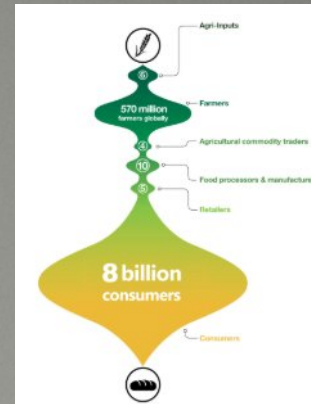 Agri-Inputs
6
570 million
farmers globally
Farmers
4
Agricultural commodity traders
10
Food processors & manufacture
5
Retailers
8 billion
consumers
Consumers